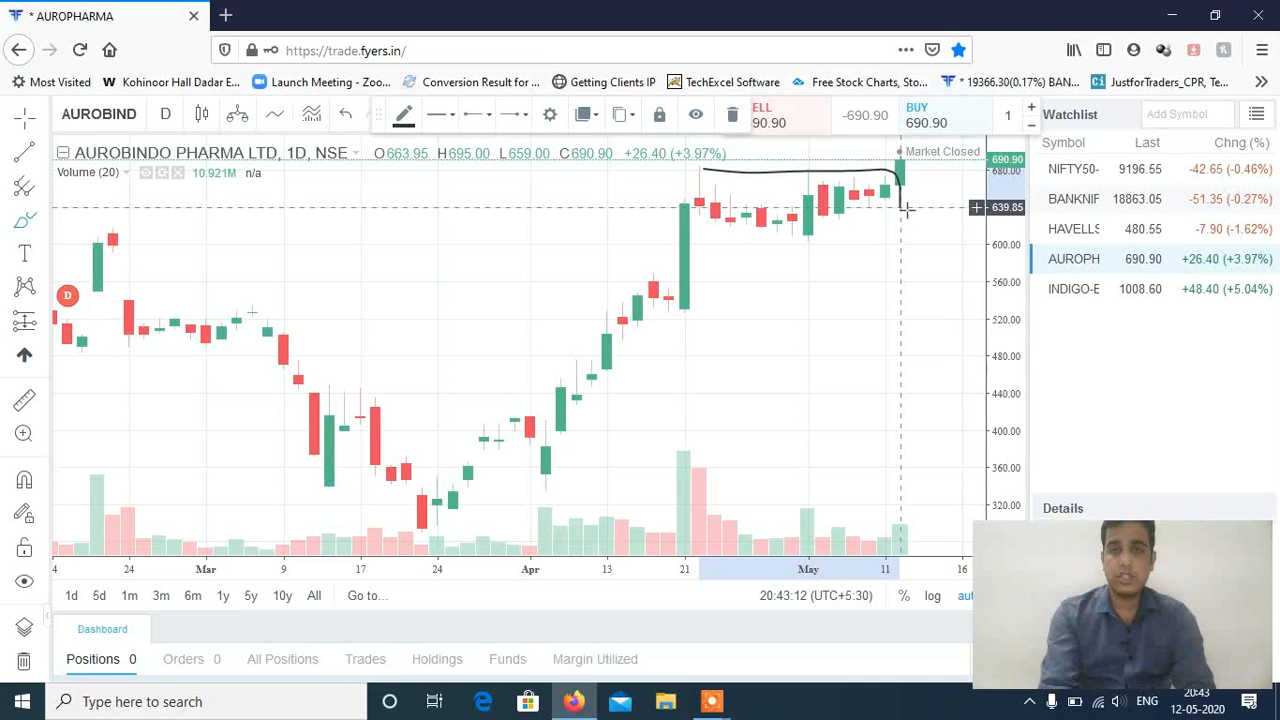 * AUROPHARMA
https://trade.fyers.in/
Most Visited
Kohinoor Hall Dadar E...
Launch Meeting - Zoo...
Conversion Result for ...
Getting Clients IP
TechExcel Software
Free Stock Charts, Sto...
* 19366.30(0.17%) BAN...
JustforTraders_CPR, Te...
AUROBIND
D
ELL
90.90
-690.90
BUY
690.90
1
Watchlist
Add Symbol
AUROBINDO PHARMA LTD, 1D, NSE
O663.95 H695.00 L659.00 C690.90 +26.40 (+3.97%)
Market Closed
Volume (20)
10.921M n/a
Symbol Last Chng (%)
NIFTY50- 9196.55 -42.65 (-0.46%)
BANKNIF 18863.05 -51.35 (-0.27%)
HAVELLS 480.55 -7.90 (-1.62%)
AUROPH 690.90 +26.40 (+3.97%)
INDIGO-E 1008.60 +48.40 (+5.04%)
690.90
680.00
639.85
600.00
560.00
520.00
480.00
440.00
400.00
360.00
320.00
D
4 24 Mar 9 17 24 Apr 13 21 May 11 16
1d 5d 1m 3m 6m 1y 5y 10y All Go to...
20:43:12 (UTC+5:30) % log aut
Details
Dashboard
Positions 0 Orders 0 All Positions Trades Holdings Funds Margin Utilized
Type here to search
ENG
20:43
12-05-2020